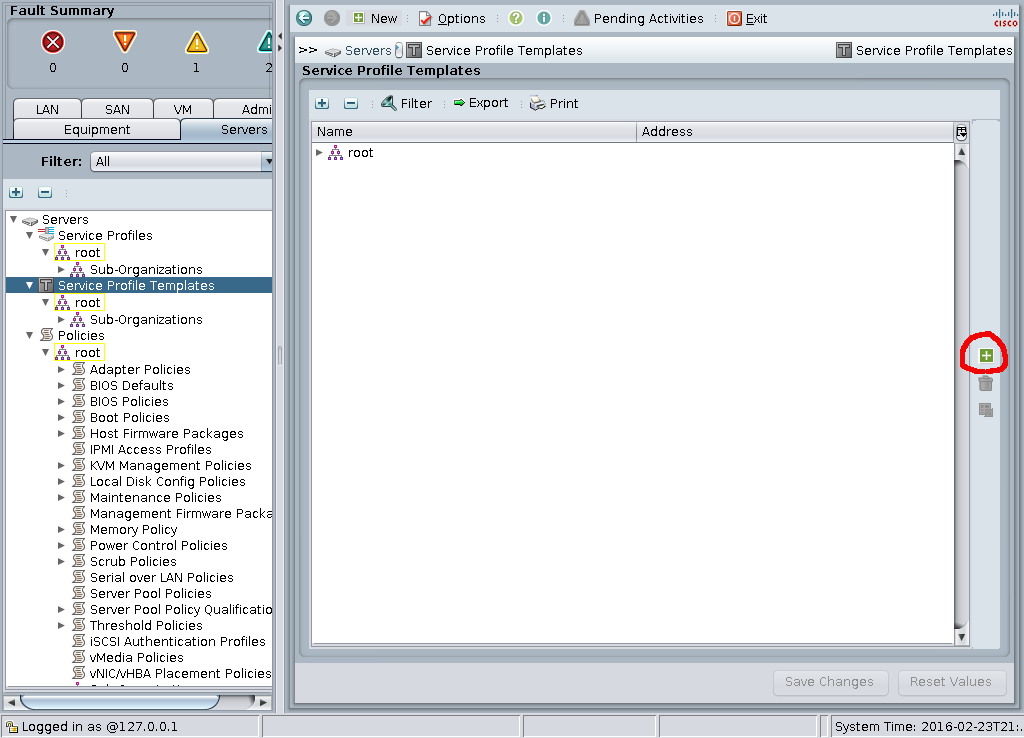 Fault Summary
0 0 1 2
LAN SAN VM Admi
Equipment Servers
Filter: All
Servers
Service Profiles
root
Sub-Organizations
Service Profile Templates
root
Sub-Organizations
Policies
root
Adapter Policies
BIOS Defaults
BIOS Policies
Boot Policies
Host Firmware Packages
IPMI Access Profiles
KVM Management Policies
Local Disk Config Policies
Maintenance Policies
Management Firmware Packa
Memory Policy
Power Control Policies
Scrub Policies
Serial over LAN Policies
Server Pool Policies
Server Pool Policy Qualificatio
Threshold Policies
iSCSI Authentication Profiles
vMedia Policies
vNIC/vHBA Placement Policies
New Options Pending Activities Exit
CISCO
>> Servers T Service Profile Templates T Service Profile Templates
Service Profile Templates
Filter Export Print
Name Address
root
Save Changes Reset Values
Logged in as @127.0.0.1 System Time: 2016-02-23T21:.